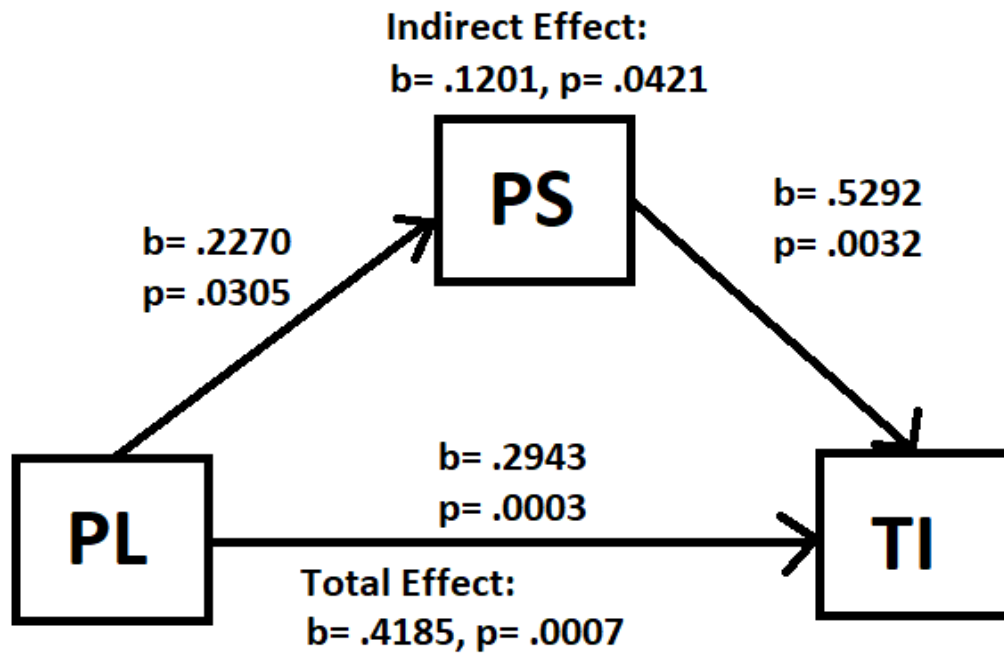 Indirect Effect:
b= .1201, p= .0421
PS
b= .5292
p= .0032
b= .2270
p= .0305
b= .2943
p= .0003
PL
TI
Total Effect:
b= .4185, p= .0007